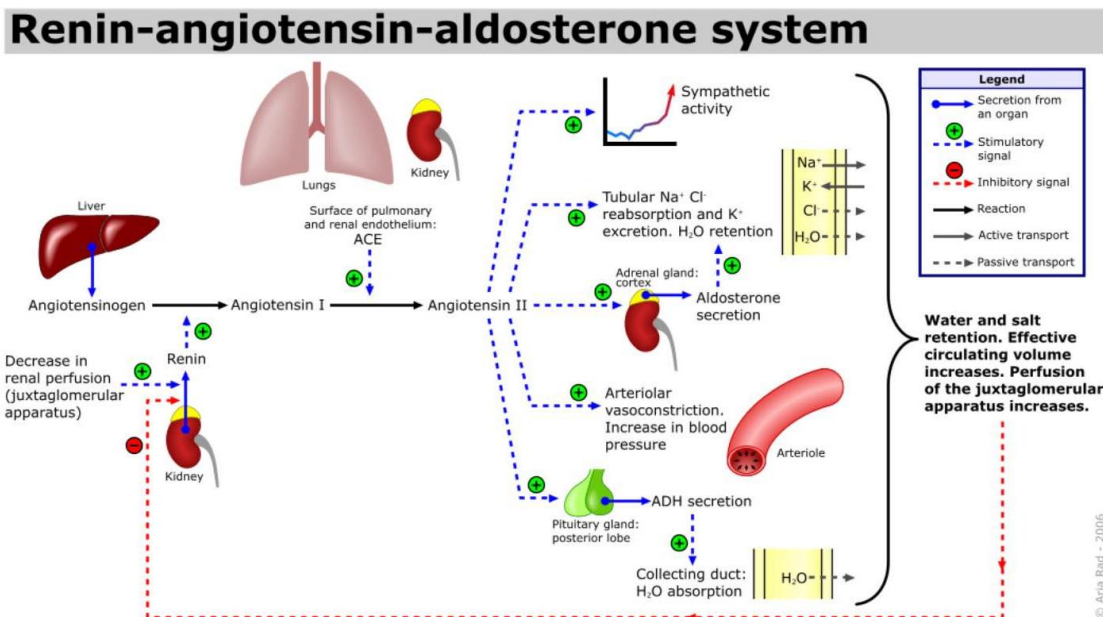 Renin-angiotensin-aldosterone system
Lungs
Kidney
Liver
Surface of pulmonary
and renal endothelium:
ACE
Angiotensinogen
Angiotensin I
Angiotensin II
Decrease in
renal perfusion
(juxtaglomerular
apparatus)
Renin
Kidney
Sympathetic
activity
Tubular Na⁺ Cl⁻
reabsorption and K⁺
excretion. H₂O retention
Adrenal gland:
cortex
Aldosterone
secretion
Arteriolar
vasoconstriction.
Increase in blood
pressure
Arteriole
Pituitary gland:
posterior lobe
ADH secretion
Collecting duct:
H₂O absorption
H₂O
Na⁺
K⁺
Cl⁻
H₂O
Legend
Secretion from
an organ
Stimulatory
signal
Inhibitory signal
Reaction
Active transport
Passive transport
Water and salt
retention. Effective
circulating volume
increases. Perfusion
of the juxtaglomerular
apparatus increases.
© Aria Rad - 2006